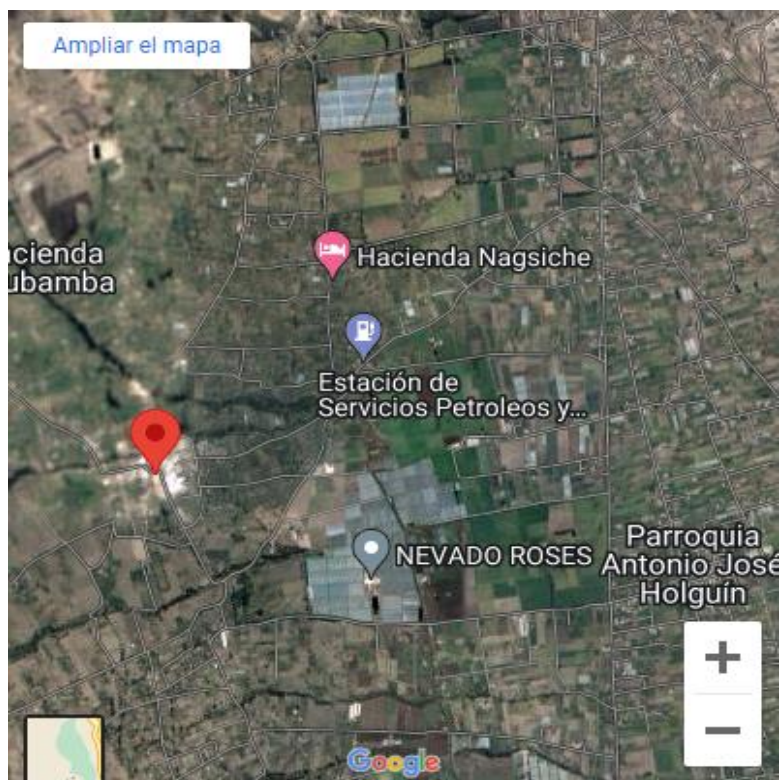 Ampliar el mapa
Hacienda Nagsiche
cienda
ubamba
Estación de
Servicios Petroleos y...
NEVADO ROSES
Parroquia
Antonio José
Holguín
Google